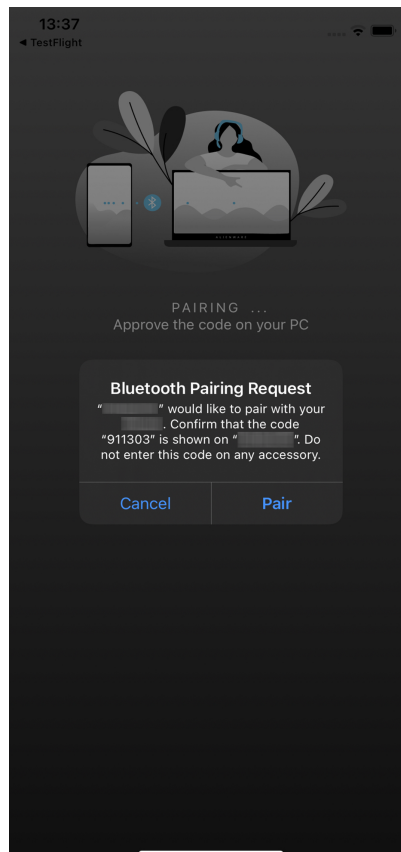 13:37
◀ TestFlight
PAIRING ...
Approve the code on your PC
ALIENWARE
Bluetooth Pairing Request
“ ” would like to pair with your
. Confirm that the code
“911303” is shown on “ ”. Do
not enter this code on any accessory.
Cancel
Pair